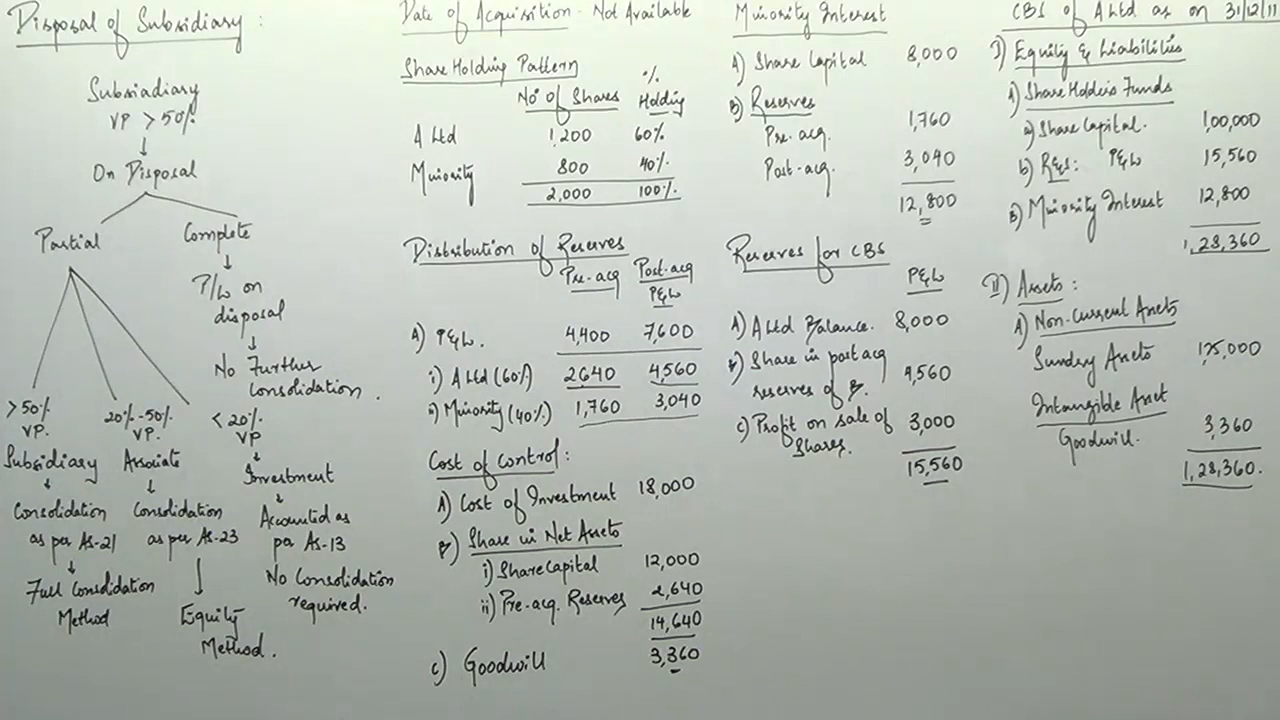 Disposal of Subsidiary :
Subsiadiary
VP > 50%
On Disposal
Partial
Complete
P/L on
disposal
No Further
Consolidation.
> 50%
VP.
20%-50%
VP.
< 20%
VP
Subsidiary
Associate
Investment
Consolidation
as per AS-21
Consolidation
as per AS-23
Accounted as
per AS-13
Full Consolidation
Method
Equity
Method.
No Consolidation
required.
Date of Acquisition - Not Available
Share Holding Pattern
No of Shares
%
Holding
A Ltd 1,200 60%
Minority 800 40%
2,000 100%
Distribution of Reserves
Pre-acq Post-acq
P&L
A) P&L. 4,400 7,600
i) A Ltd (60%) 2640 4,560
ii) Minority (40%) 1,760 3,040
Cost of Control :
A) Cost of Investment 18,000
B) Share in Net Assets
i) Share Capital 12,000
ii) Pre-acq. Reserves 2,640
14,640
C) Goodwill 3,360
Minority Interest
A) Share Capital 8,000
B) Reserves
Pre-acq. 1,760
Post-acq. 3,040
12,800
Reserves for CBS
P&L
A) A Ltd Balance. 8,000
B) Share in post acq
reserves of B. 4,560
C) Profit on sale of
Shares. 3,000
15,560
CBS of A Ltd as on 31/12/11
I) Equity & Liabilities
A) Share Holders Funds
a) Share Capital. 1,00,000
b) R&S: P&L 15,560
B) Minority Interest 12,800
1,28,360
II) Assets :
A) Non-Current Assets
Sundry Assets 125,000
Intangible Asset
Goodwill. 3,360
1,28,360.